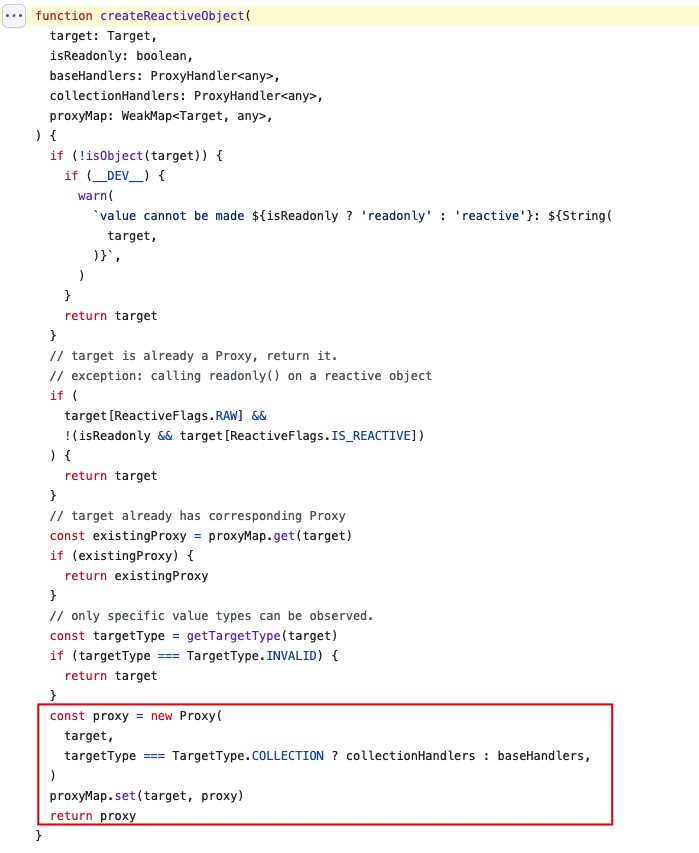 function createReactiveObject(
  target: Target,
  isReadonly: boolean,
  baseHandlers: ProxyHandler<any>,
  collectionHandlers: ProxyHandler<any>,
  proxyMap: WeakMap<Target, any>,
) {
  if (!isObject(target)) {
    if (__DEV__) {
      warn(
        `value cannot be made ${isReadonly ? 'readonly' : 'reactive'}: ${String(
          target,
        )}`,
      )
    }
    return target
  }
  // target is already a Proxy, return it.
  // exception: calling readonly() on a reactive object
  if (
    target[ReactiveFlags.RAW] &&
    !(isReadonly && target[ReactiveFlags.IS_REACTIVE])
  ) {
    return target
  }
  // target already has corresponding Proxy
  const existingProxy = proxyMap.get(target)
  if (existingProxy) {
    return existingProxy
  }
  // only specific value types can be observed.
  const targetType = getTargetType(target)
  if (targetType === TargetType.INVALID) {
    return target
  }
  const proxy = new Proxy(
    target,
    targetType === TargetType.COLLECTION ? collectionHandlers : baseHandlers,
  )
  proxyMap.set(target, proxy)
  return proxy
}